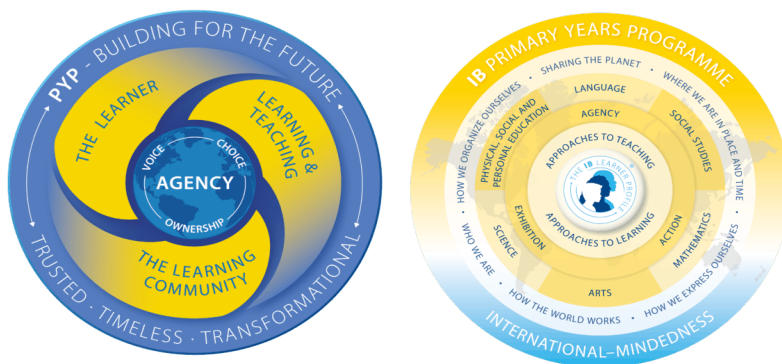 PYP - BUILDING FOR THE FUTURE
THE LEARNER
LEARNING &
TEACHING
VOICE
CHOICE
AGENCY
OWNERSHIP
THE LEARNING
COMMUNITY
TRUSTED · TIMELESS · TRANSFORMATIONAL
IB PRIMARY YEARS PROGRAMME
SHARING THE PLANET •
WHERE WE ARE IN PLACE AND TIME •
HOW WE EXPRESS OURSELVES •
HOW THE WORLD WORKS •
WHO WE ARE •
HOW WE ORGANIZE OURSELVES •
LANGUAGE
SOCIAL STUDIES
MATHEMATICS
ARTS
SCIENCE
PHYSICAL, SOCIAL AND
PERSONAL EDUCATION
AGENCY
ACTION
EXHIBITION
APPROACHES TO TEACHING
THE IB LEARNER PROFILE
APPROACHES TO LEARNING
INTERNATIONAL–MINDEDNESS